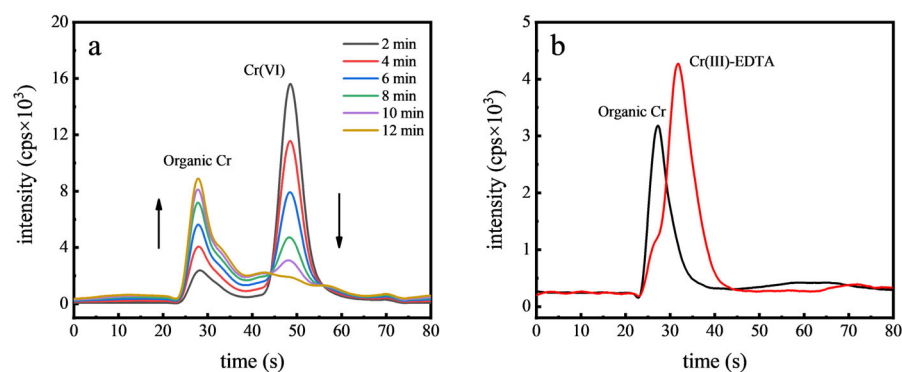 a
2 min
4 min
6 min
8 min
10 min
12 min
Cr(VI)
Organic Cr
intensity (cps×10³)
20
16
12
8
4
0
0 10 20 30 40 50 60 70 80
time (s)
b
Cr(III)-EDTA
Organic Cr
intensity (cps×10³)
5
4
3
2
1
0
0 10 20 30 40 50 60 70 80
time (s)